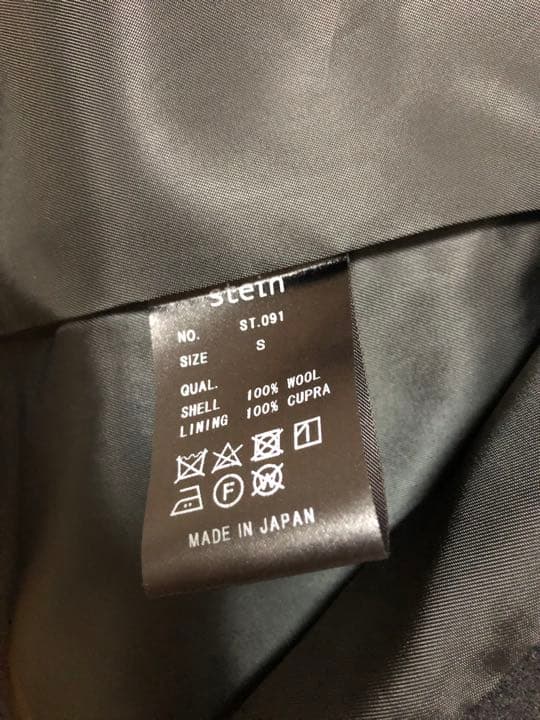 stein
NO. ST.091
SIZE S
QUAL.
SHELL 100% WOOL
LINING 100% CUPRA
F W
MADE IN JAPAN